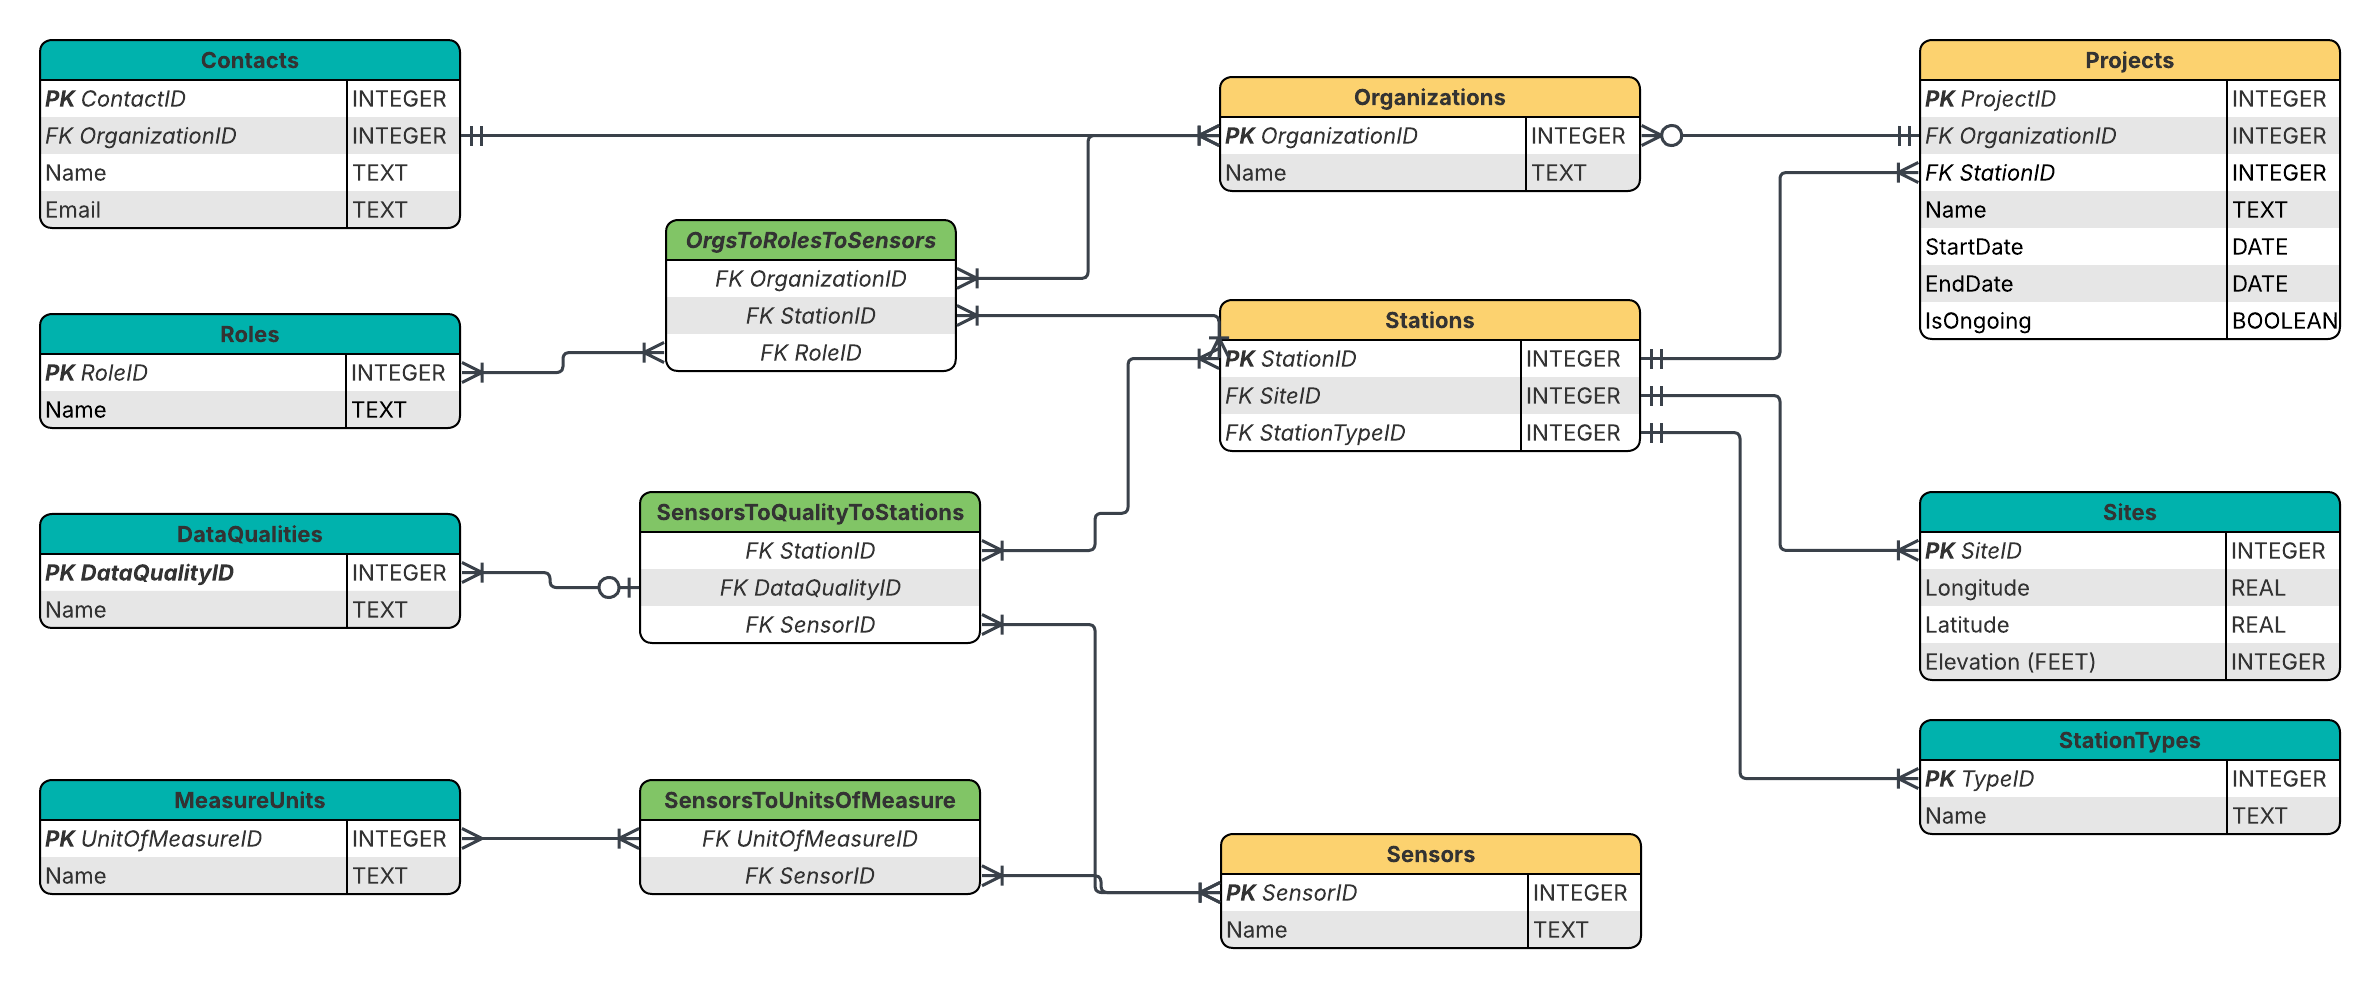 Contacts
PK ContactID INTEGER
FK OrganizationID INTEGER
Name TEXT
Email TEXT
Organizations
PK OrganizationID INTEGER
Name TEXT
Projects
PK ProjectID INTEGER
FK OrganizationID INTEGER
FK StationID INTEGER
Name TEXT
StartDate DATE
EndDate DATE
IsOngoing BOOLEAN
OrgsToRolesToSensors
FK OrganizationID
FK StationID
FK RoleID
Roles
PK RoleID INTEGER
Name TEXT
Stations
PK StationID INTEGER
FK SiteID INTEGER
FK StationTypeID INTEGER
DataQualities
PK DataQualityID INTEGER
Name TEXT
SensorsToQualityToStations
FK StationID
FK DataQualityID
FK SensorID
Sites
PK SiteID INTEGER
Longitude REAL
Latitude REAL
Elevation (FEET) INTEGER
StationTypes
PK TypeID INTEGER
Name TEXT
MeasureUnits
PK UnitOfMeasureID INTEGER
Name TEXT
SensorsToUnitsOfMeasure
FK UnitOfMeasureID
FK SensorID
Sensors
PK SensorID INTEGER
Name TEXT